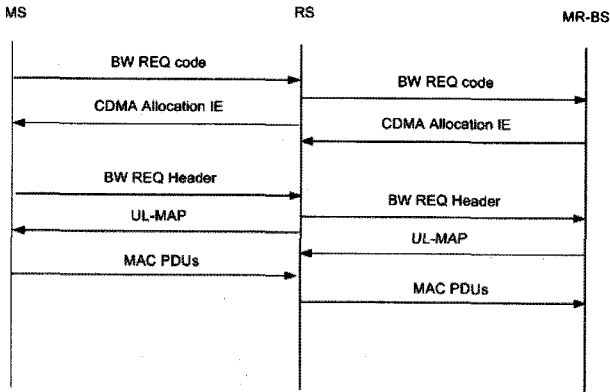 MS RS MR-BS
BW REQ code
BW REQ code
CDMA Allocation IE
CDMA Allocation IE
BW REQ Header
BW REQ Header
UL-MAP
UL-MAP
MAC PDUs
MAC PDUs